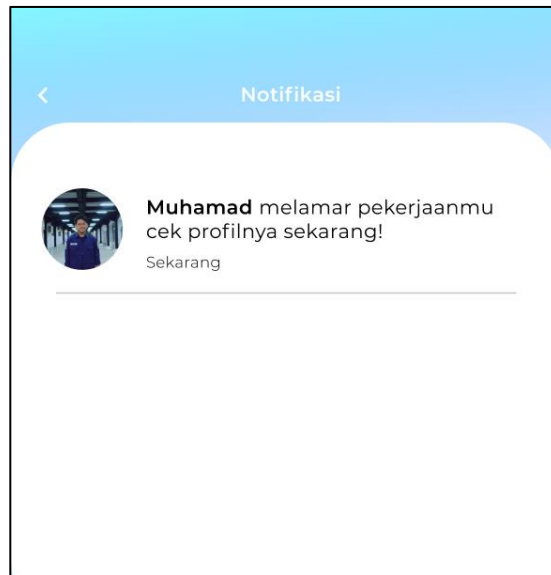 Notifikasi
Muhamad melamar pekerjaanmu
cek profilnya sekarang!
Sekarang